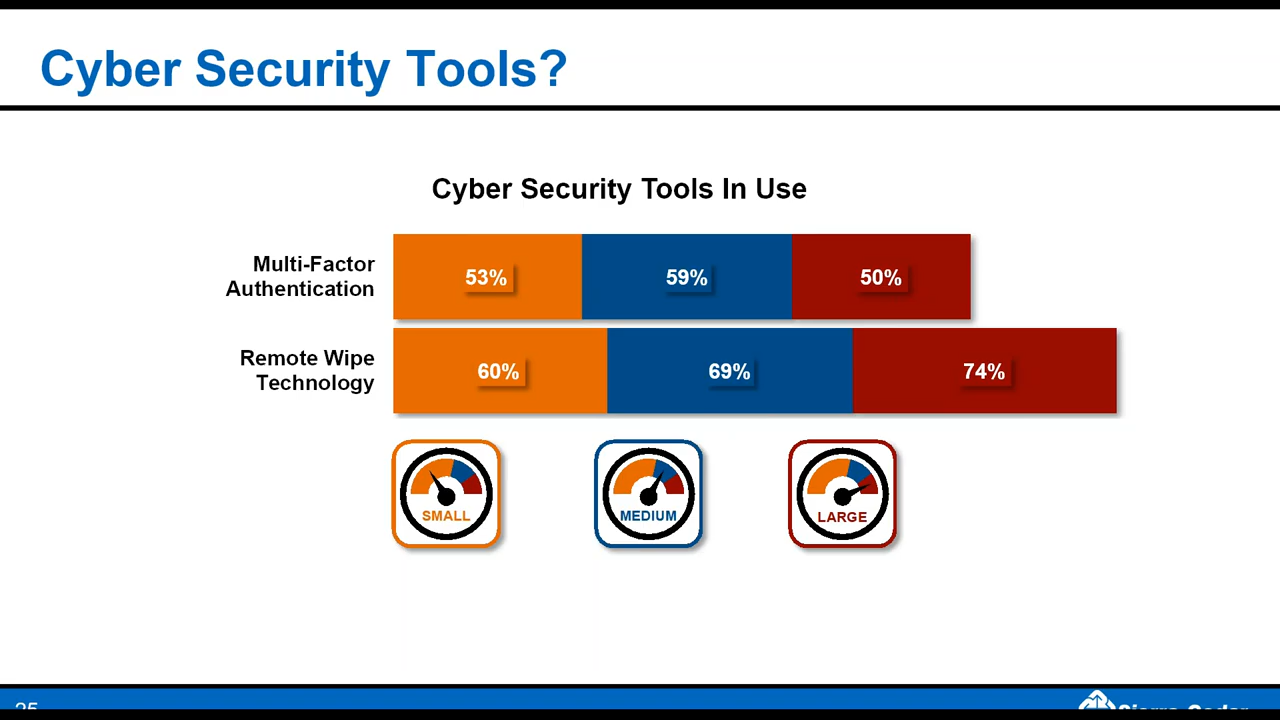 Cyber Security Tools?
Cyber Security Tools In Use
Multi-Factor
Authentication
53% 59% 50%
Remote Wipe
Technology
60% 69% 74%
SMALL MEDIUM LARGE
25